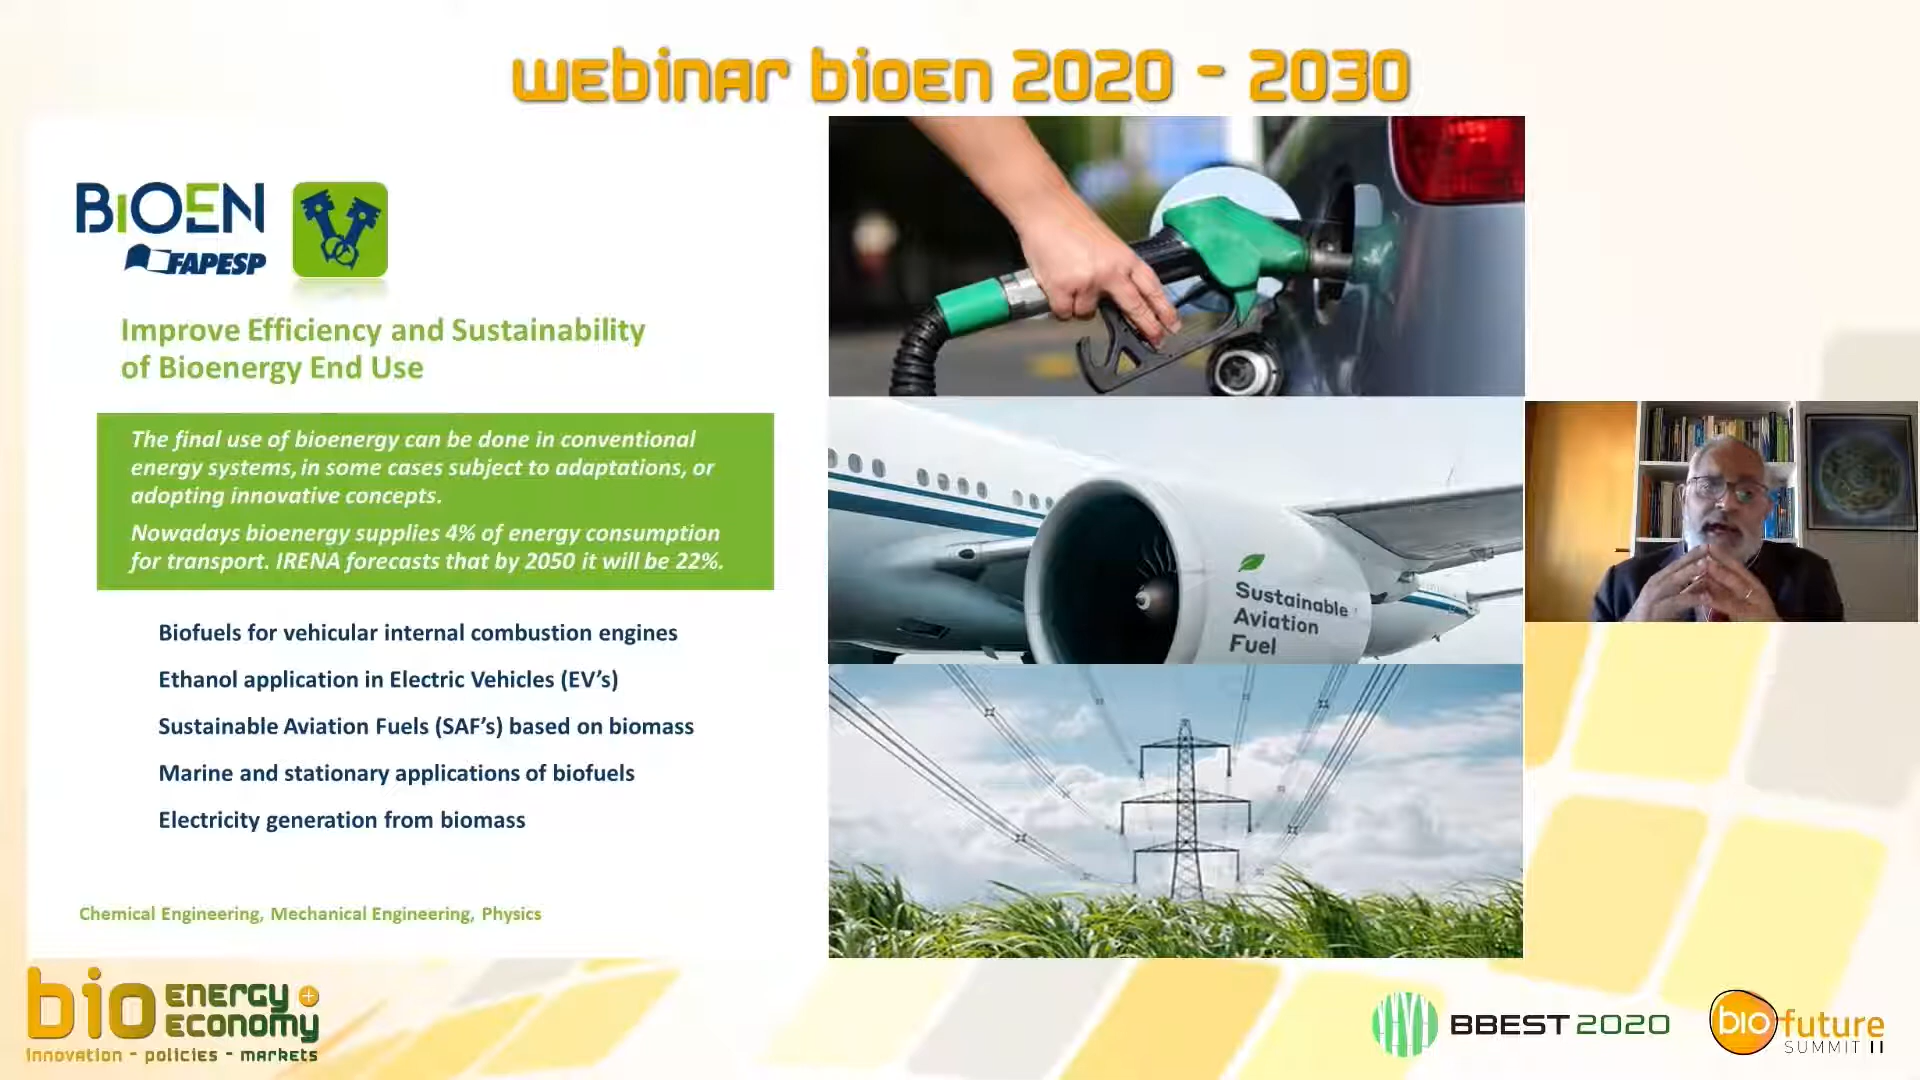 WEBINAR BIOEN 2020 - 2030
BIOEN
FAPESP
Improve Efficiency and Sustainability
of Bioenergy End Use
The final use of bioenergy can be done in conventional
energy systems, in some cases subject to adaptations, or
adopting innovative concepts.
Nowadays bioenergy supplies 4% of energy consumption
for transport. IRENA forecasts that by 2050 it will be 22%.
Biofuels for vehicular internal combustion engines
Ethanol application in Electric Vehicles (EV's)
Sustainable Aviation Fuels (SAF's) based on biomass
Marine and stationary applications of biofuels
Electricity generation from biomass
Chemical Engineering, Mechanical Engineering, Physics
Sustainable
Aviation
Fuel
bio ENERGY +
ECONOMY
Innovation - policies - markets
BBEST 2020
biofuture
SUMMIT II